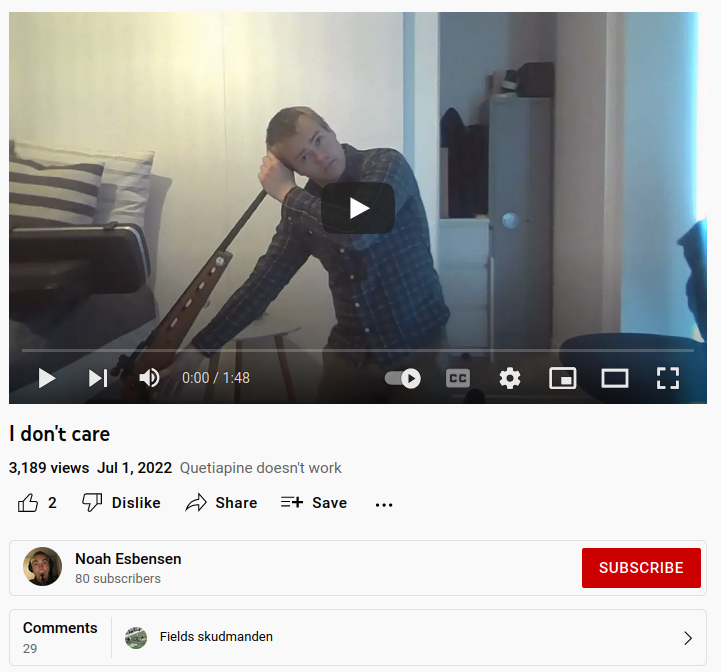 0:00 / 1:48
CC
I don't care
3,189 views Jul 1, 2022 Quetiapine doesn't work
2 Dislike Share Save ...
Noah Esbensen
80 subscribers
SUBSCRIBE
Comments
29
Fields skudmanden